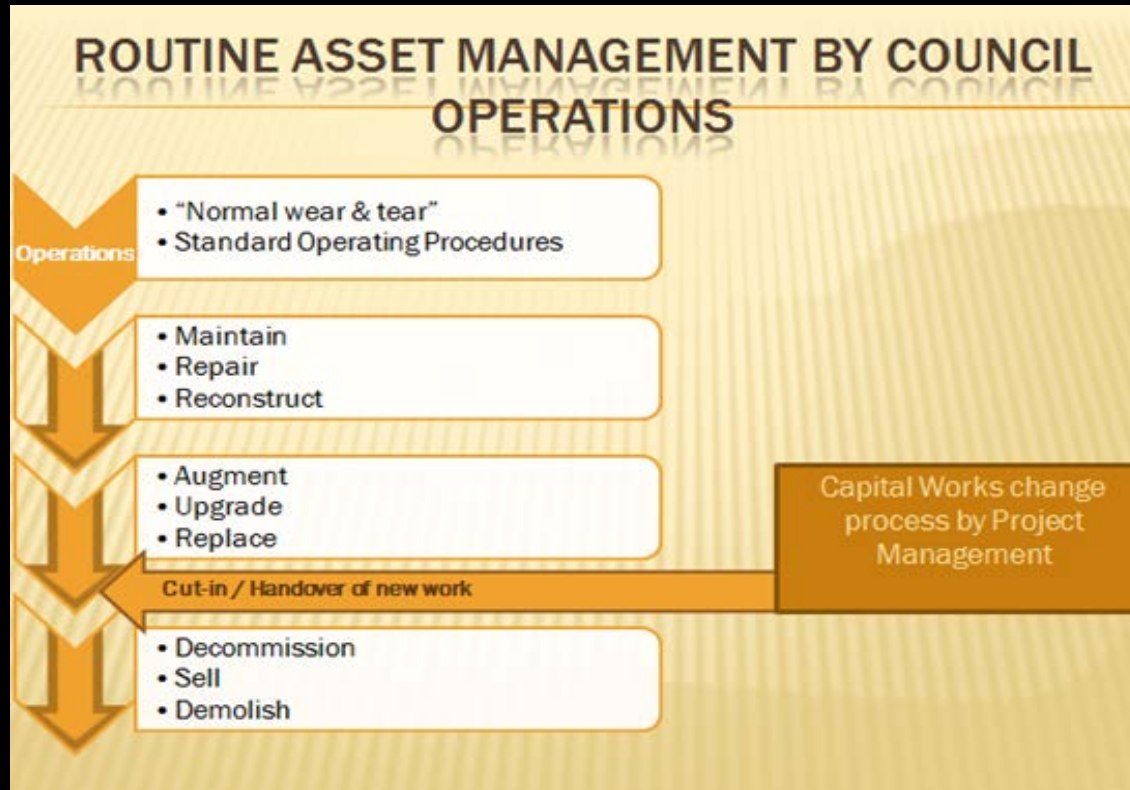 ROUTINE ASSET MANAGEMENT BY COUNCIL
OPERATIONS
Operations
• “Normal wear & tear”
• Standard Operating Procedures
• Maintain
• Repair
• Reconstruct
• Augment
• Upgrade
• Replace
Capital Works change
process by Project
Management
Cut-in / Handover of new work
• Decommission
• Sell
• Demolish